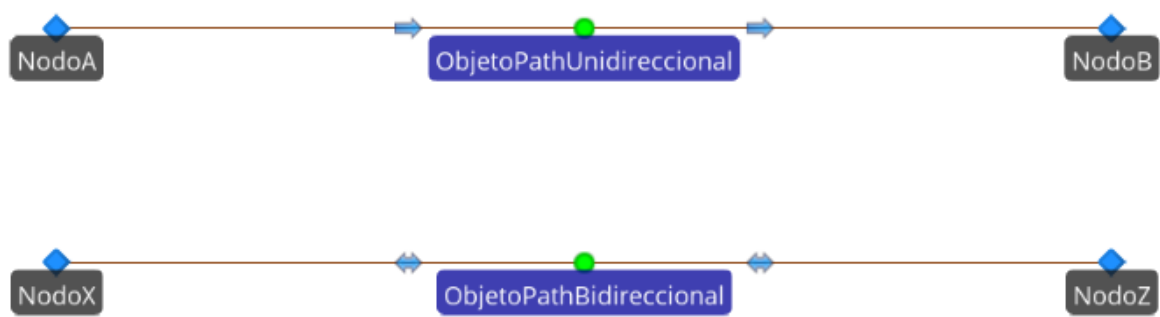 NodoA
ObjetoPathUnidireccional
NodoB
NodoX
ObjetoPathBidireccional
NodoZ